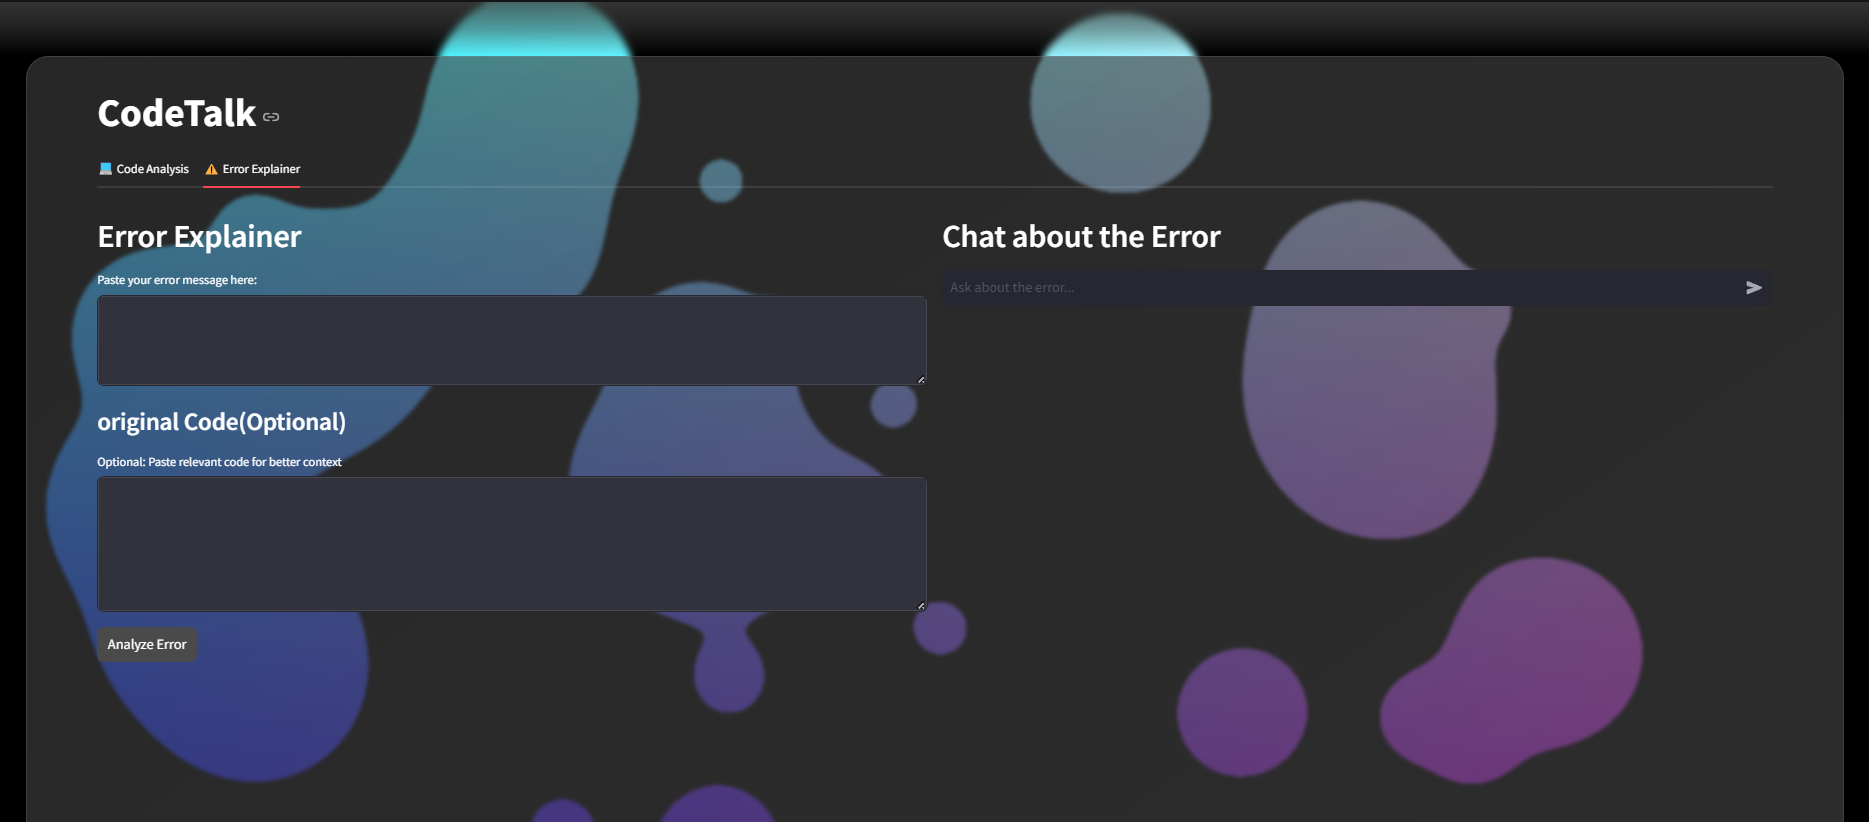 CodeTalk
Code Analysis
Error Explainer
Error Explainer
Paste your error message here:
original Code(Optional)
Optional: Paste relevant code for better context
Analyze Error
Chat about the Error
Ask about the error...